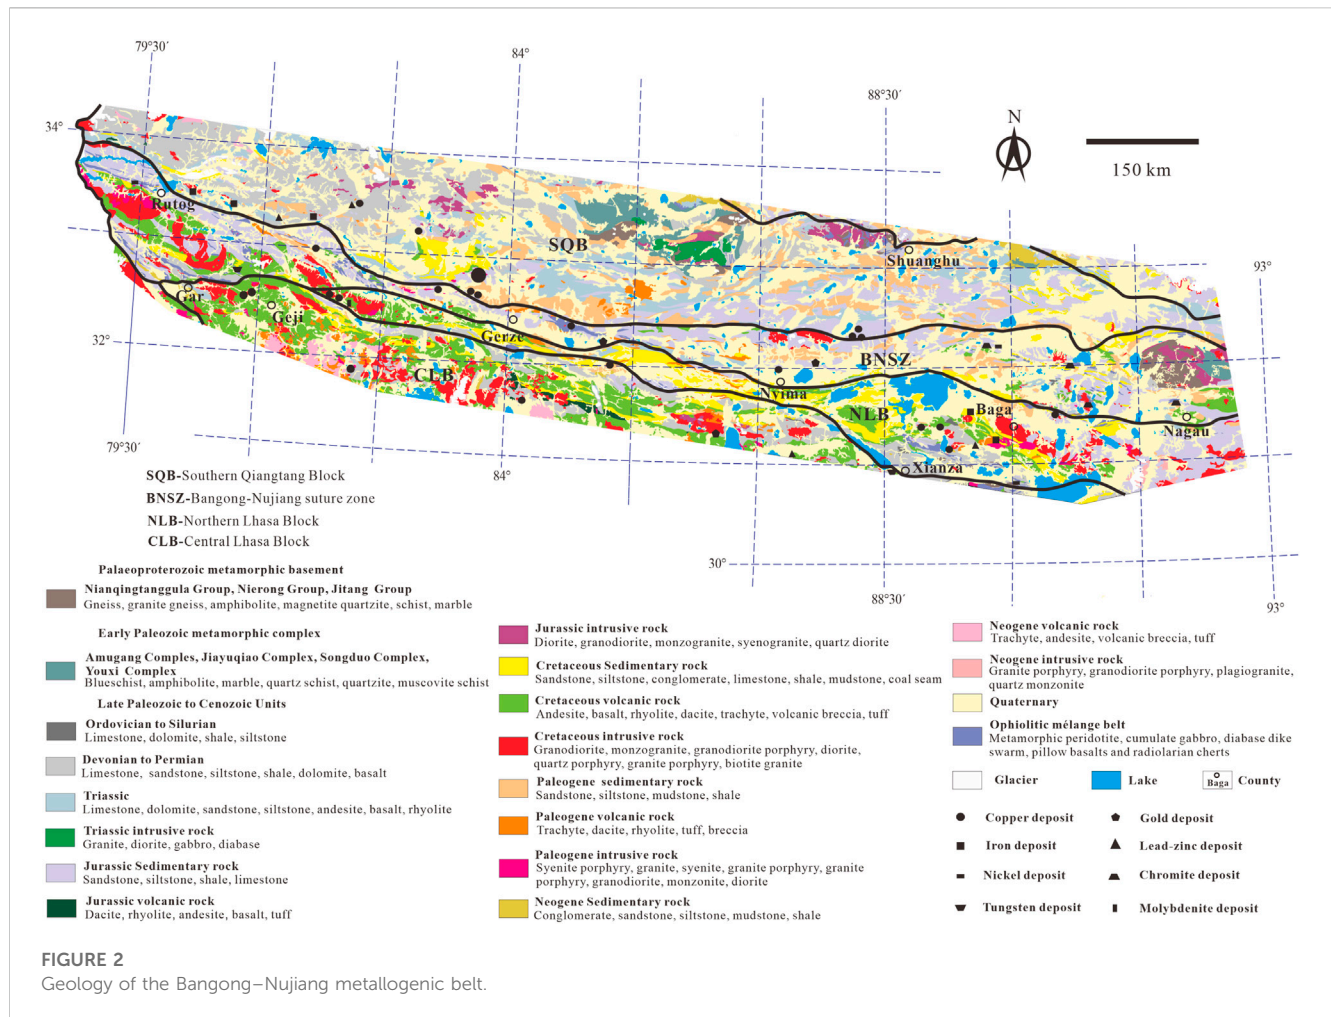 79°30′
84°
88°30′
N
34°
150 km
Rutog
SQB
Shuanghu
93°
Gar
Geji
Gerze
32°
BNSZ
CLB
Nyima
NLB
Baga
Nagau
79°30′
Xianza
84°
SQB-Southern Qiangtang Block
BNSZ-Bangong-Nujiang suture zone
NLB-Northern Lhasa Block
CLB-Central Lhasa Block
30°
88°30′
93°
Palaeoproterozoic metamorphic basement
Nianqingtanggula Group, Nierong Group, Jitang Group
Gneiss, granite gneiss, amphibolite, magnetite quartzite, schist, marble
Early Paleozoic metamorphic complex
Amugang Comples, Jiayuqiao Complex, Songduo Complex,
Youxi Complex
Blueschist, amphibolite, marble, quartz schist, quartzite, muscovite schist
Late Paleozoic to Cenozoic Units
Ordovician to Silurian
Limestone, dolomite, shale, siltstone
Devonian to Permian
Limestone, sandstone, siltstone, shale, dolomite, basalt
Triassic
Limestone, dolomite, sandstone, siltstone, andesite, basalt, rhyolite
Triassic intrusive rock
Granite, diorite, gabbro, diabase
Jurassic Sedimentary rock
Sandstone, siltstone, shale, limestone
Jurassic volcanic rock
Dacite, rhyolite, andesite, basalt, tuff
Jurassic intrusive rock
Diorite, granodiorite, monzogranite, syenogranite, quartz diorite
Cretaceous Sedimentary rock
Sandstone, siltstone, conglomerate, limestone, shale, mudstone, coal seam
Cretaceous volcanic rock
Andesite, basalt, rhyolite, dacite, trachyte, volcanic breccia, tuff
Cretaceous intrusive rock
Granodiorite, monzogranite, granodiorite porphyry, diorite,
quartz porphyry, granite porphyry, biotite granite
Paleogene sedimentary rock
Sandstone, siltstone, mudstone, shale
Paleogene volcanic rock
Trachyte, dacite, rhyolite, tuff, breccia
Paleogene intrusive rock
Syenite porphyry, granite, syenite, granite porphyry, granite
porphyry, granodiorite, monzonite, diorite
Neogene Sedimentary rock
Conglomerate, sandstone, siltstone, mudstone, shale
Neogene volcanic rock
Trachyte, andesite, volcanic breccia, tuff
Neogene intrusive rock
Granite porphyry, granodiorite porphyry, plagiogranite,
quartz monzonite
Quaternary
Ophiolitic mélange belt
Metamorphic peridotite, cumulate gabbro, diabase dike
swarm, pillow basalts and radiolarian cherts
Glacier Lake Baga County
Copper deposit Gold deposit
Iron deposit Lead-zinc deposit
Nickel deposit Chromite deposit
Tungsten deposit Molybdenite deposit
FIGURE 2
Geology of the Bangong–Nujiang metallogenic belt.